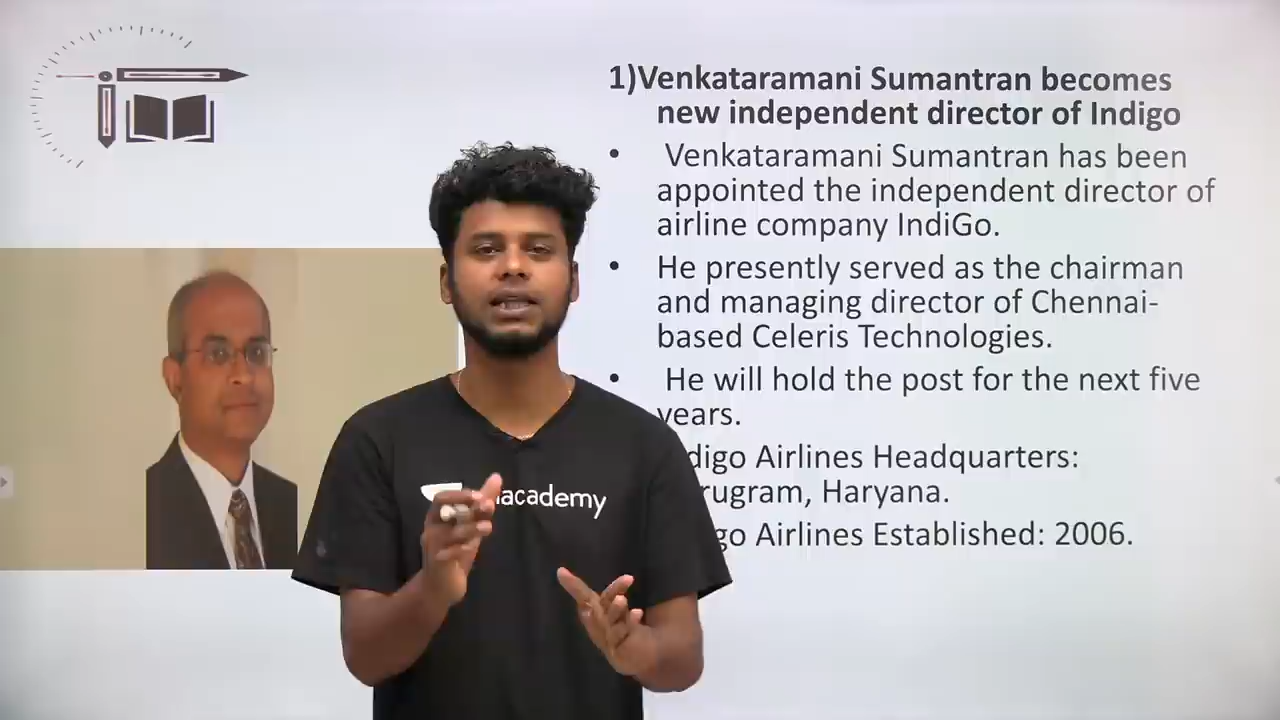 1)Venkataramani Sumantran becomes
new independent director of Indigo
• Venkataramani Sumantran has been
appointed the independent director of
airline company IndiGo.
• He presently served as the chairman
and managing director of Chennai-
based Celeris Technologies.
• He will hold the post for the next five
years.
digo Airlines Headquarters:
rugram, Haryana.
go Airlines Established: 2006.
academy